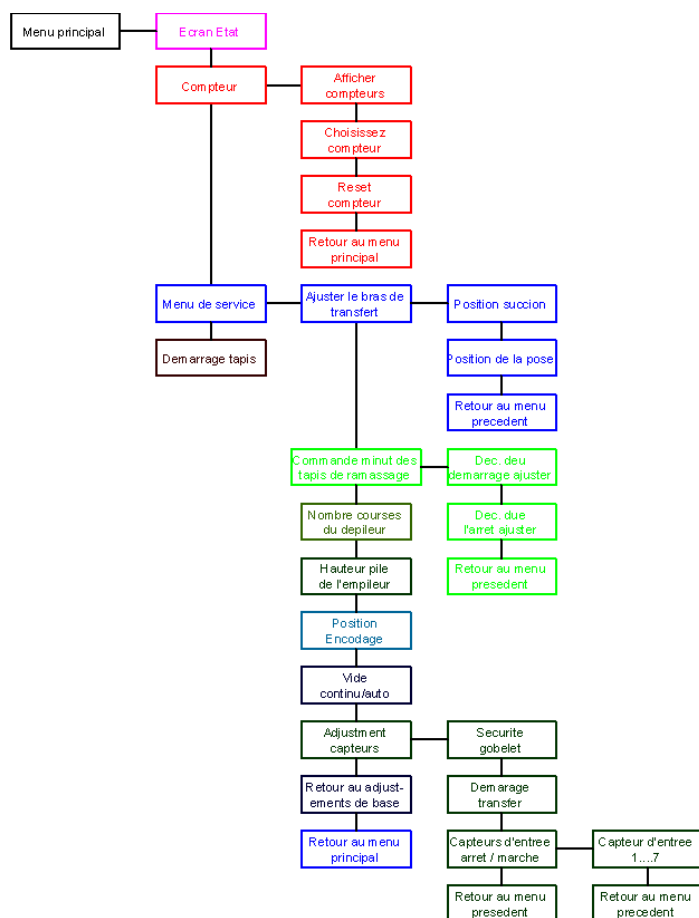 Menu principal
Ecran Etat
Compteur
Afficher
compteurs
Choisissez
compteur
Reset
compteur
Retour au menu
principal
Menu de service
Ajuster le bras de
transfert
Position succion
Demarrage tapis
Position de la pose
Retour au menu
precedent
Commande minut des
tapis de ramassage
Dec. deu
demarrage ajuster
Nombre courses
du depileur
Dec. due
l'arret ajuster
Hauteur pile
de l'empileur
Retour au menu
presedent
Position
Encodage
Vide
continu/auto
Adjustment
capteurs
Securite
gobelet
Retour au adjust-
ements de base
Demarage
transfer
Retour au menu
principal
Capteurs d'entree
arret / marche
Capteur d'entree
1....7
Retour au menu
presedent
Retour au menu
precedent